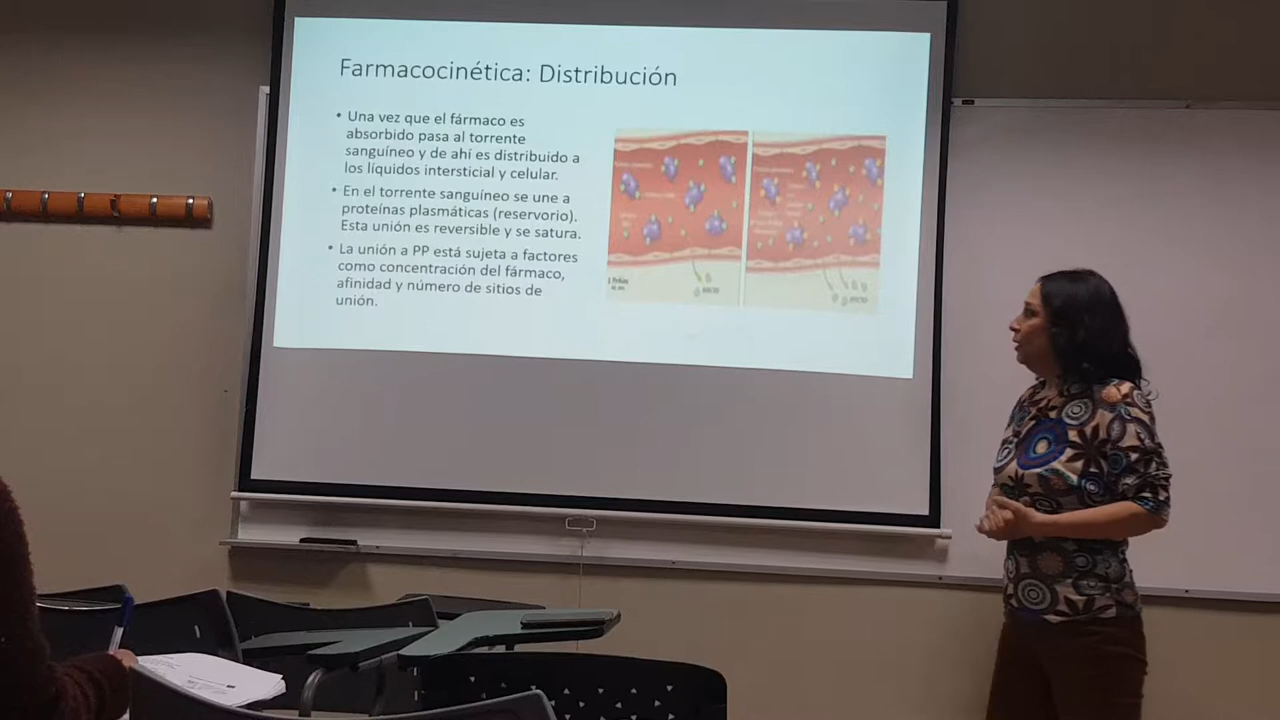 Farmacocinética: Distribución
• Una vez que el fármaco es
absorbido pasa al torrente
sanguíneo y de ahí es distribuido a
los líquidos intersticial y celular.
• En el torrente sanguíneo se une a
proteínas plasmáticas (reservorio).
Esta unión es reversible y se satura.
• La unión a PP está sujeta a factores
como concentración del fármaco,
afinidad y número de sitios de
unión.